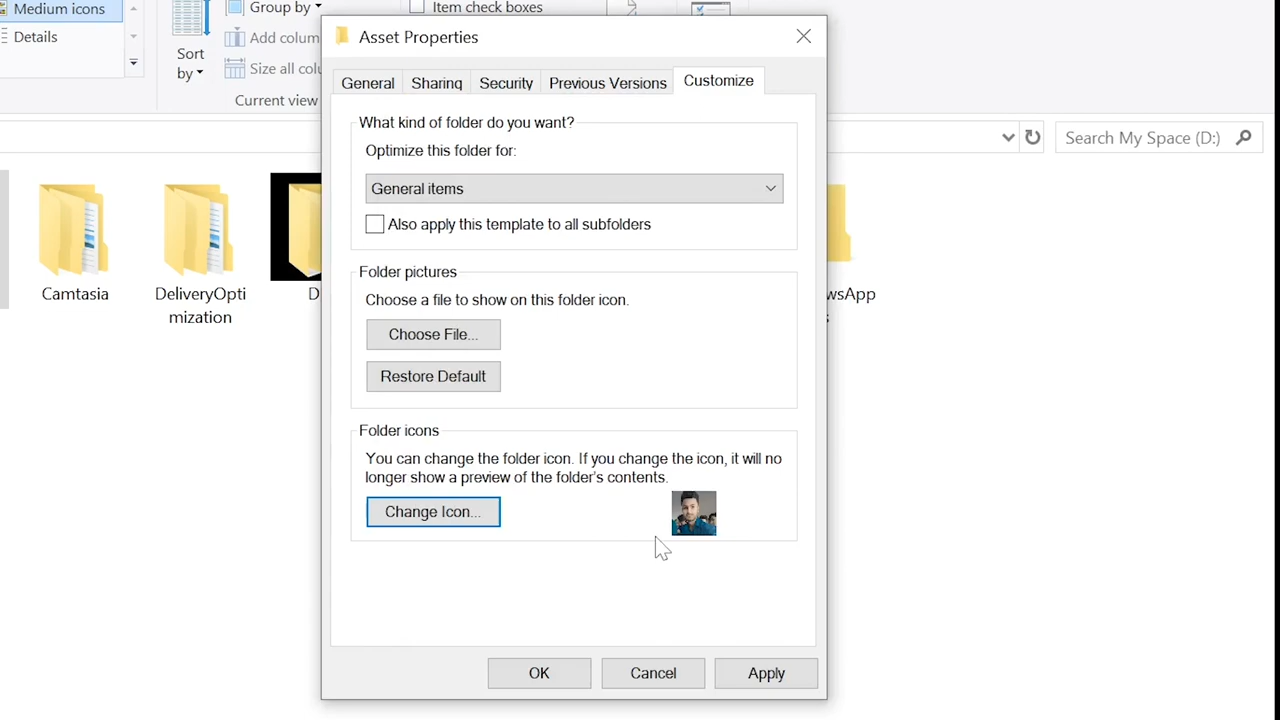 Medium icons
Details
Sort
by
Group by
Item check boxes
Add colum
Size all colu
Current view
Asset Properties
General
Sharing
Security
Previous Versions
Customize
What kind of folder do you want?
Optimize this folder for:
General items
Also apply this template to all subfolders
Folder pictures
Choose a file to show on this folder icon.
Choose File...
Restore Default
Folder icons
You can change the folder icon. If you change the icon, it will no
longer show a preview of the folder's contents.
Change Icon...
OK
Cancel
Apply
Search My Space (D:)
Camtasia
DeliveryOpti
mization
D
wsApp
s